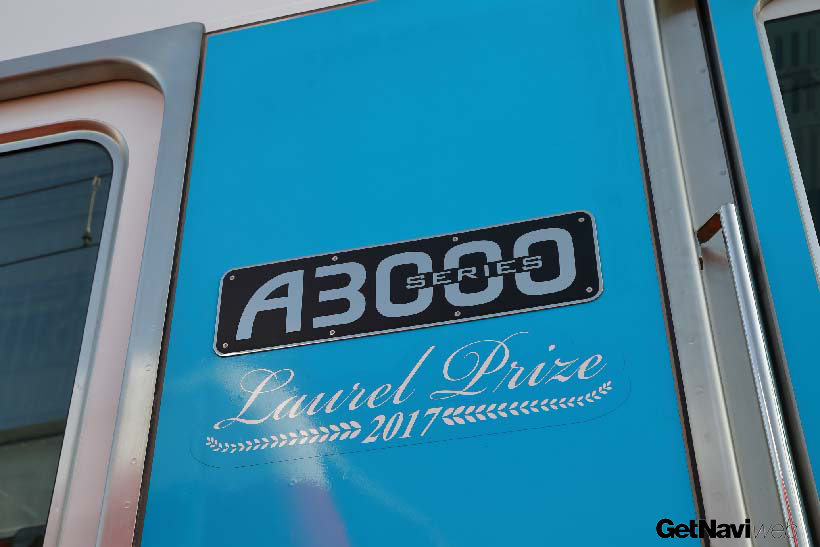 A3000
SERIES
Laurel Prize
2017
GetNavi web